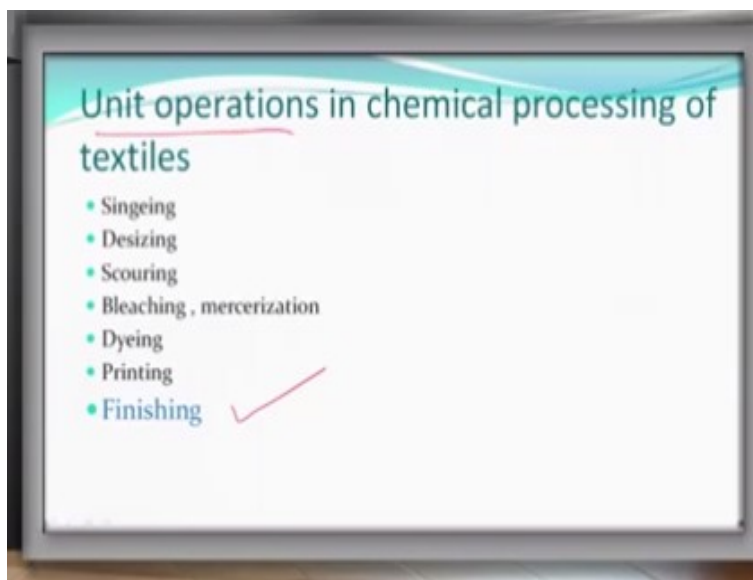 Unit operations in chemical processing of
textiles
• Singeing
• Desizing
• Scouring
• Bleaching , mercerization
• Dyeing
• Printing
• Finishing